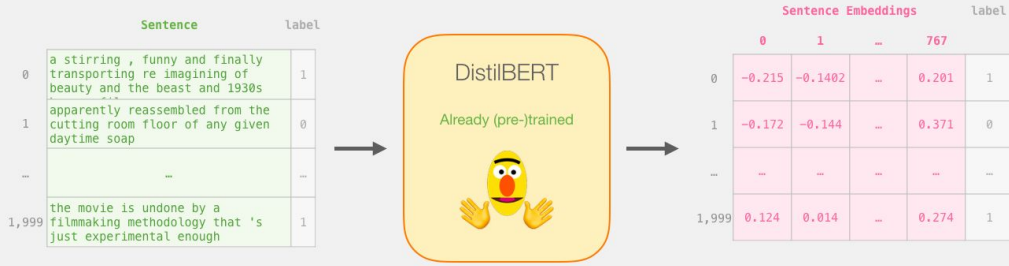 Sentence label
0 a stirring , funny and finally
transporting re imagining of
beauty and the beast and 1930s
1
1 apparently reassembled from the
cutting room floor of any given
daytime soap
0
… … …
1,999 the movie is undone by a
filmmaking methodology that 's
just experimental enough
1
DistilBERT
Already (pre-)trained
Sentence Embeddings label
0 1 … 767
0 -0.215 -0.1402 … 0.201 1
1 -0.172 -0.144 … 0.371 0
… … … … … …
1,999 0.124 0.014 … 0.274 1